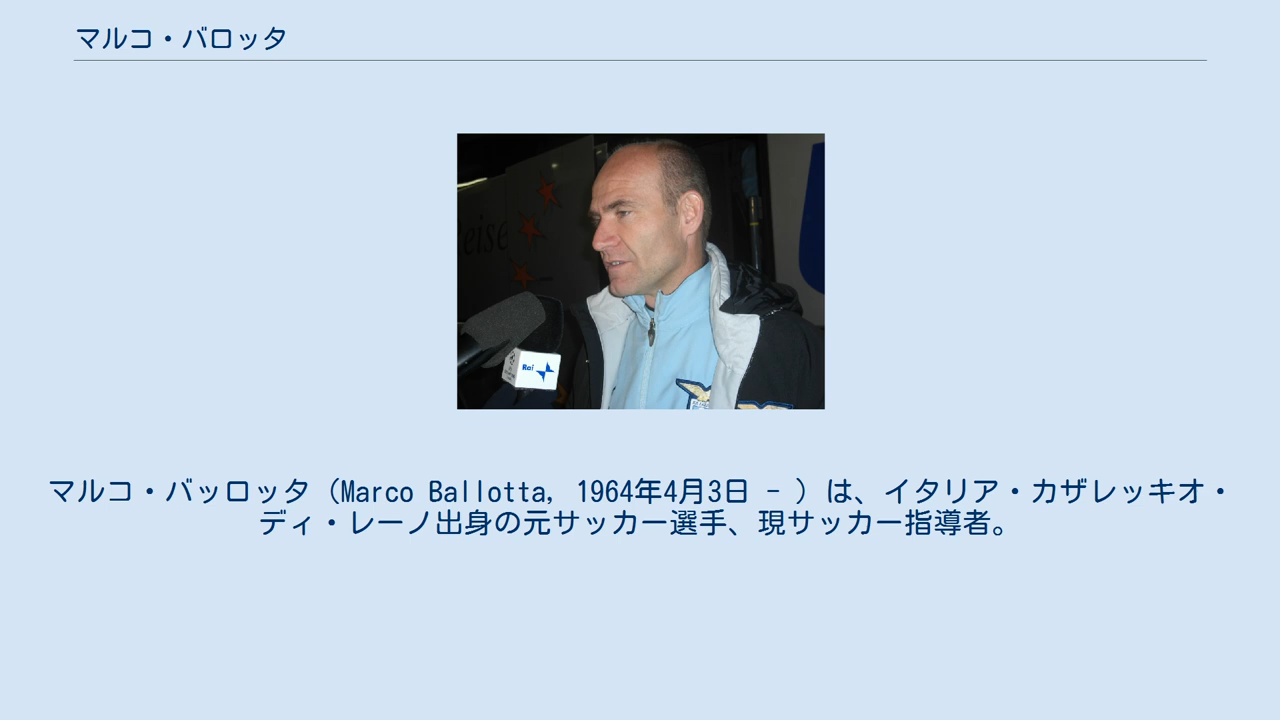 マルコ・バロッタ
eise
Rai
マルコ・バッロッタ（Marco Ballotta, 1964年4月3日 - ）は、イタリア・カザレッキオ・
ディ・レーノ出身の元サッカー選手、現サッカー指導者。